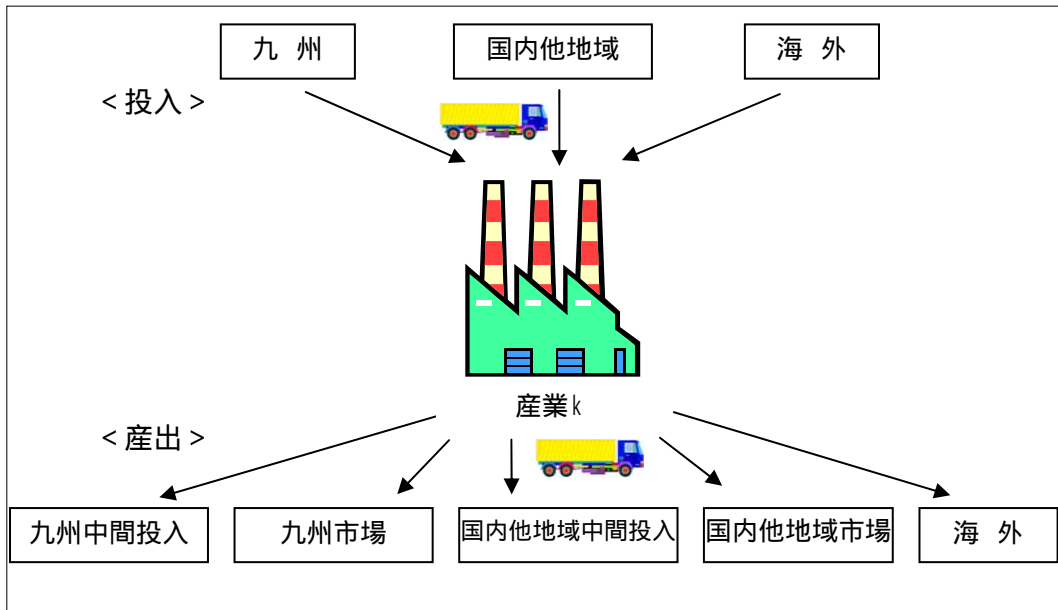 九 州
国内他地域
海 外
<投入>
産業k
<産出>
九州中間投入
九州市場
国内他地域中間投入
国内他地域市場
海 外